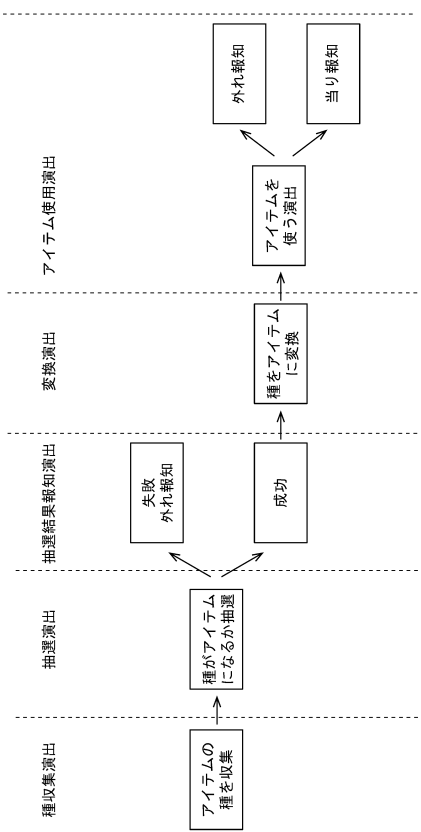 種収集演出
抽選演出
抽選結果報知演出
変換演出
アイテム使用演出
アイテムの
種を収集
種がアイテム
になるか抽選
失敗
外れ報知
成功
種をアイテム
に変換
アイテムを
使う演出
外れ報知
当り報知